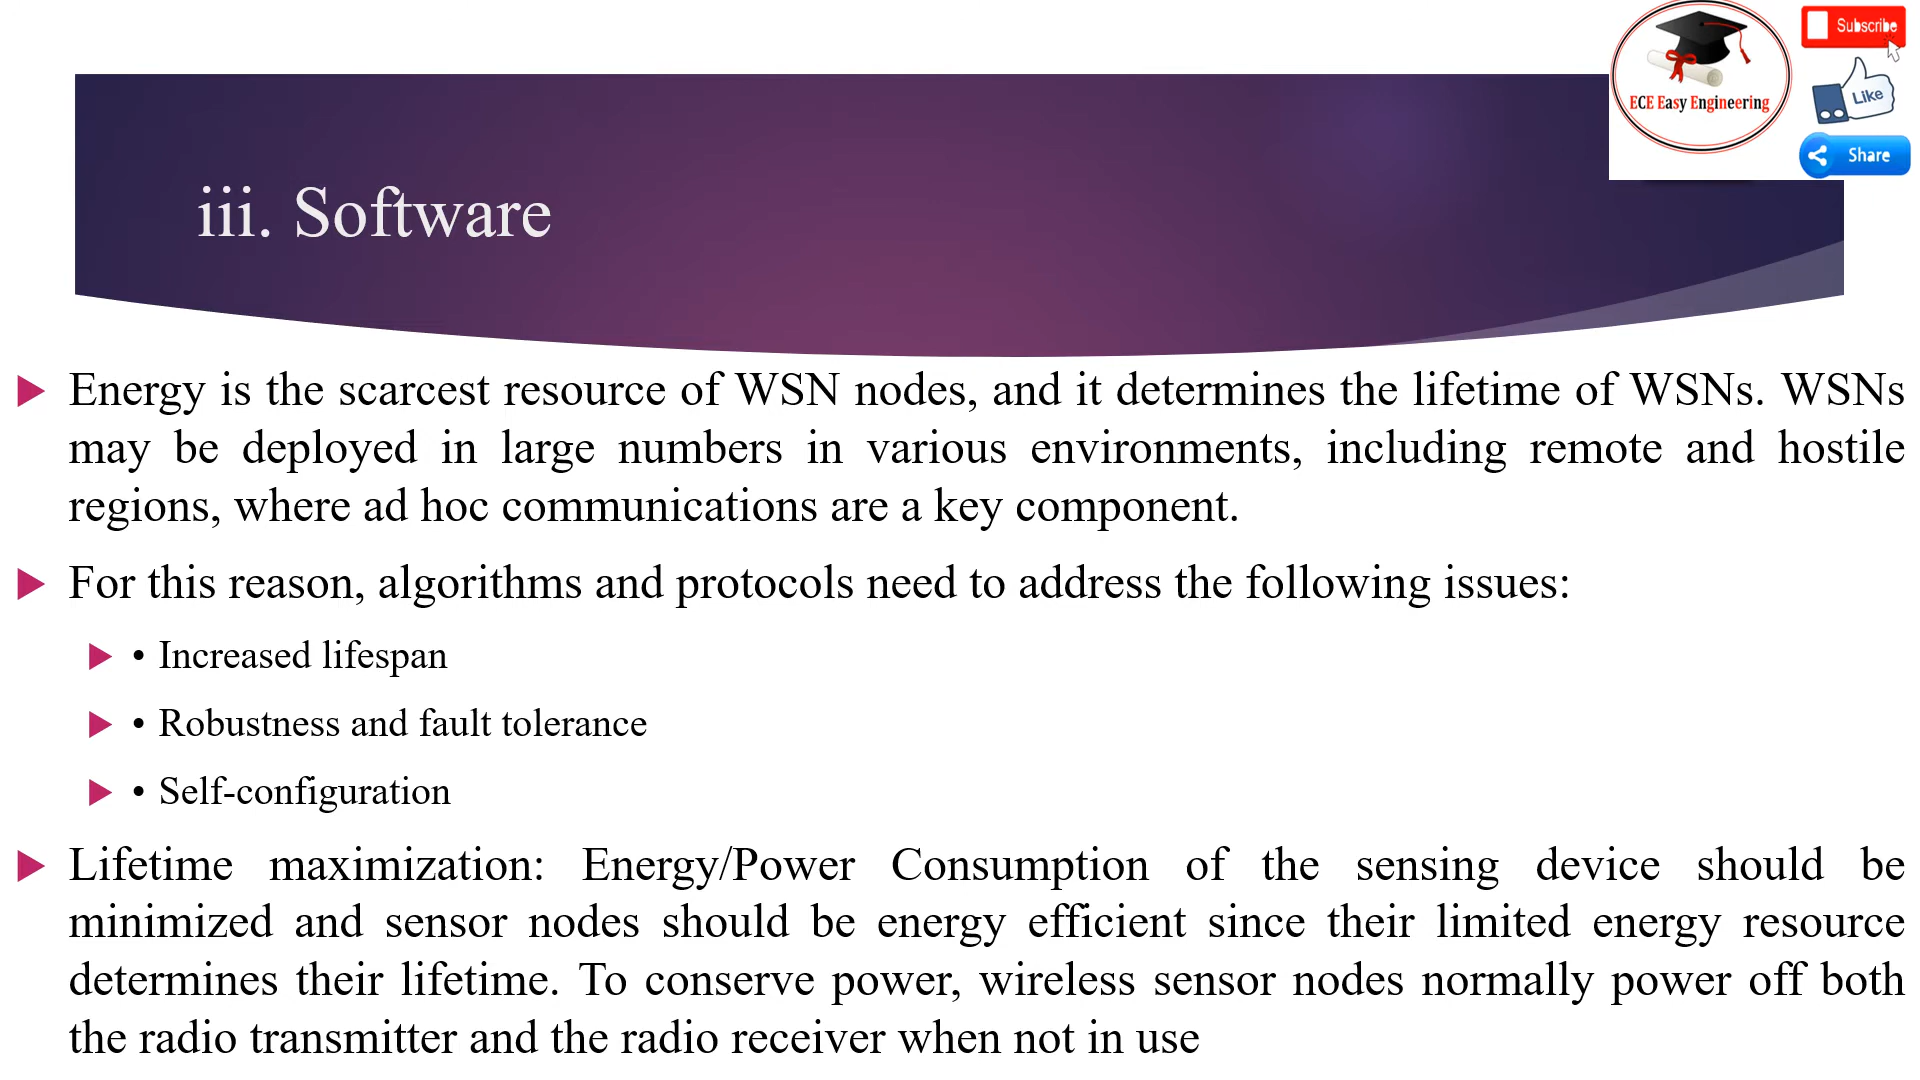 Subscribe
ECE Easy Engineering
Like
Share
iii. Software
Energy is the scarcest resource of WSN nodes, and it determines the lifetime of WSNs. WSNs
may be deployed in large numbers in various environments, including remote and hostile
regions, where ad hoc communications are a key component.
For this reason, algorithms and protocols need to address the following issues:
• Increased lifespan
• Robustness and fault tolerance
• Self-configuration
Lifetime maximization: Energy/Power Consumption of the sensing device should be
minimized and sensor nodes should be energy efficient since their limited energy resource
determines their lifetime. To conserve power, wireless sensor nodes normally power off both
the radio transmitter and the radio receiver when not in use